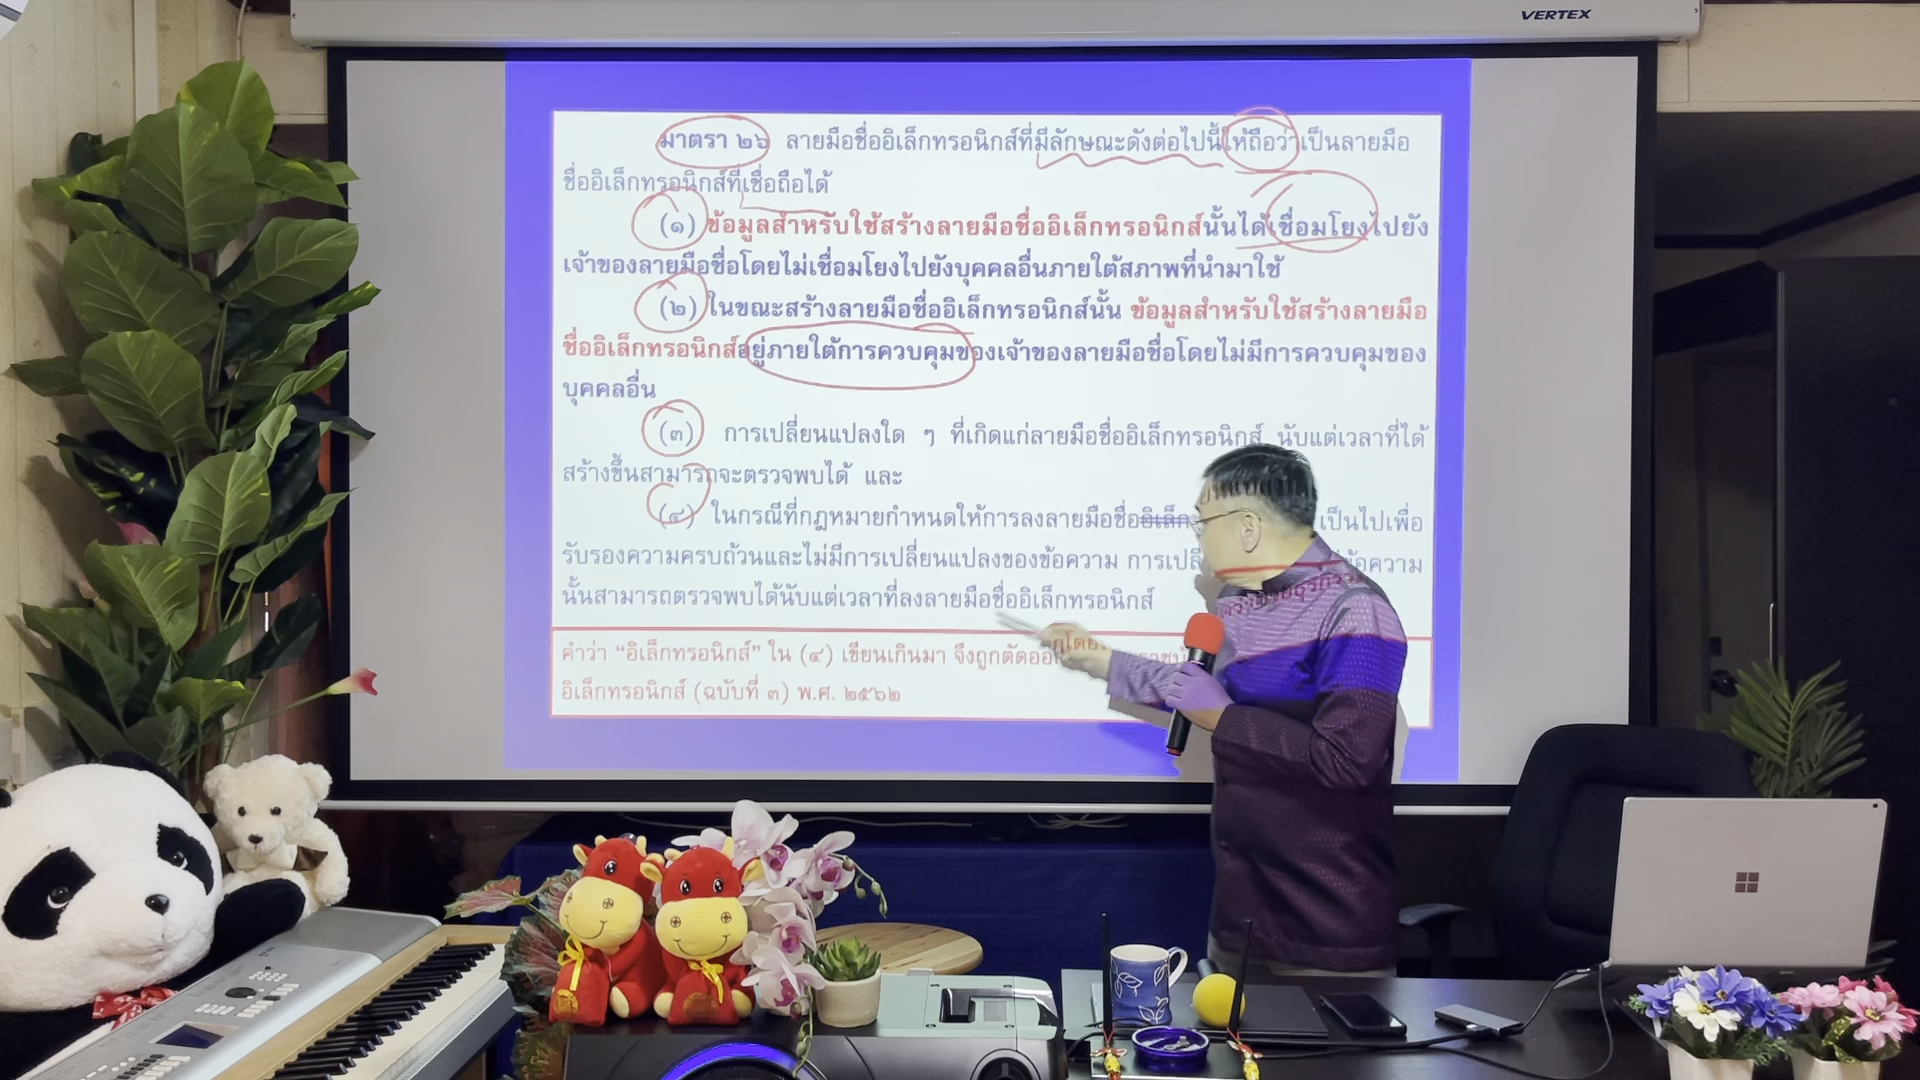 VERTEX
มาตรา ๒๖ ลายมือชื่ออิเล็กทรอนิกส์ที่มีลักษณะดังต่อไปนี้ให้ถือว่าเป็นลายมือ
ชื่ออิเล็กทรอนิกส์ที่เชื่อถือได้
(๑) ข้อมูลสำหรับใช้สร้างลายมือชื่ออิเล็กทรอนิกส์นั้นได้เชื่อมโยงไปยัง
เจ้าของลายมือชื่อโดยไม่เชื่อมโยงไปยังบุคคลอื่นภายใต้สภาพที่นำมาใช้
(๒) ในขณะสร้างลายมือชื่ออิเล็กทรอนิกส์นั้น ข้อมูลสำหรับใช้สร้างลายมือ
ชื่ออิเล็กทรอนิกส์อยู่ภายใต้การควบคุมของเจ้าของลายมือชื่อโดยไม่มีการควบคุมของ
บุคคลอื่น
(๓) การเปลี่ยนแปลงใด ๆ ที่เกิดแก่ลายมือชื่ออิเล็กทรอนิกส์ นับแต่เวลาที่ได้
สร้างขึ้นสามารถจะตรวจพบได้ และ
(๔) ในกรณีที่กฎหมายกำหนดให้การลงลายมือชื่ออิเล็ก เป็นไปเพื่อ
รับรองความครบถ้วนและไม่มีการเปลี่ยนแปลงของข้อความ ข้อความ
นั้นสามารถตรวจพบได้นับแต่เวลาที่ลงลายมือชื่ออิเล็กทรอนิกส์
คำว่า “อิเล็กทรอนิกส์” ใน (๔) เขียนเกินมา จึงถูกตัดออก
อิเล็กทรอนิกส์ (ฉบับที่ ๓) พ.ศ. ๒๕๖๒